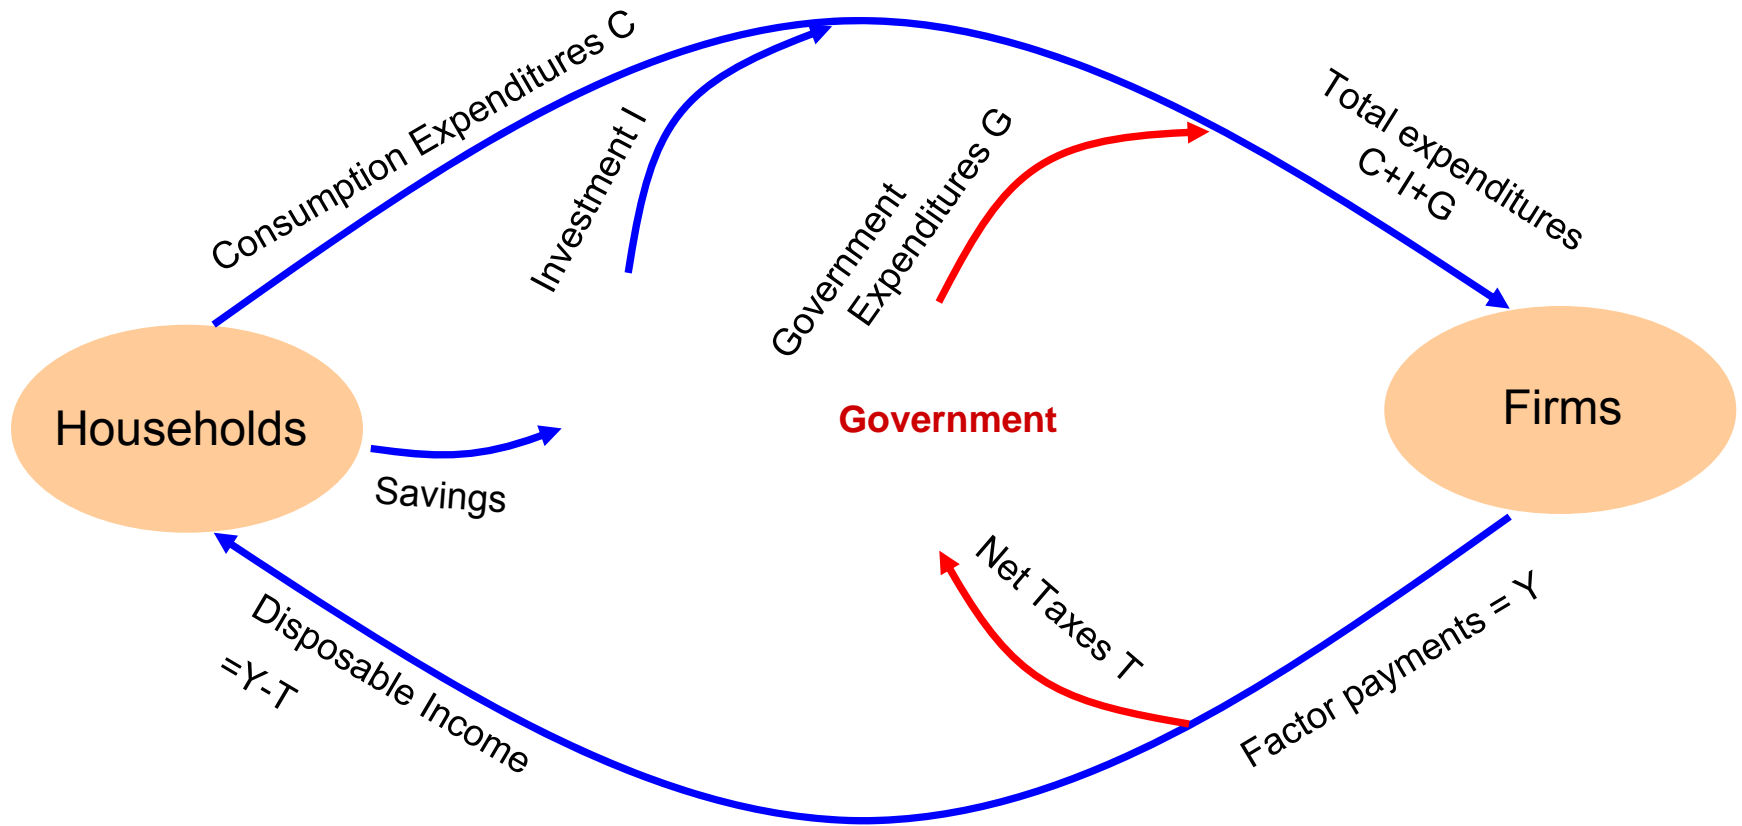 Consumption Expenditures C
Investment I
Government
Expenditures G
Total expenditures
C+I+G
Households
Government
Firms
Savings
Net Taxes T
Disposable Income
=Y-T
Factor payments = Y